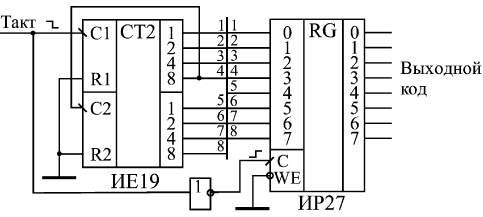 Такт
C1 CT2 1
2
4
R1 8
C2 1
2
4
R2 8
ИЕ19
1 1
2 2
3 3
4 4
5 5
6 6
7 7
8 8
0 RG 0
1 1
2 2
3 3
4 4
5 5
6 6
7 7
C
WE
ИР27
1
Выходной
код